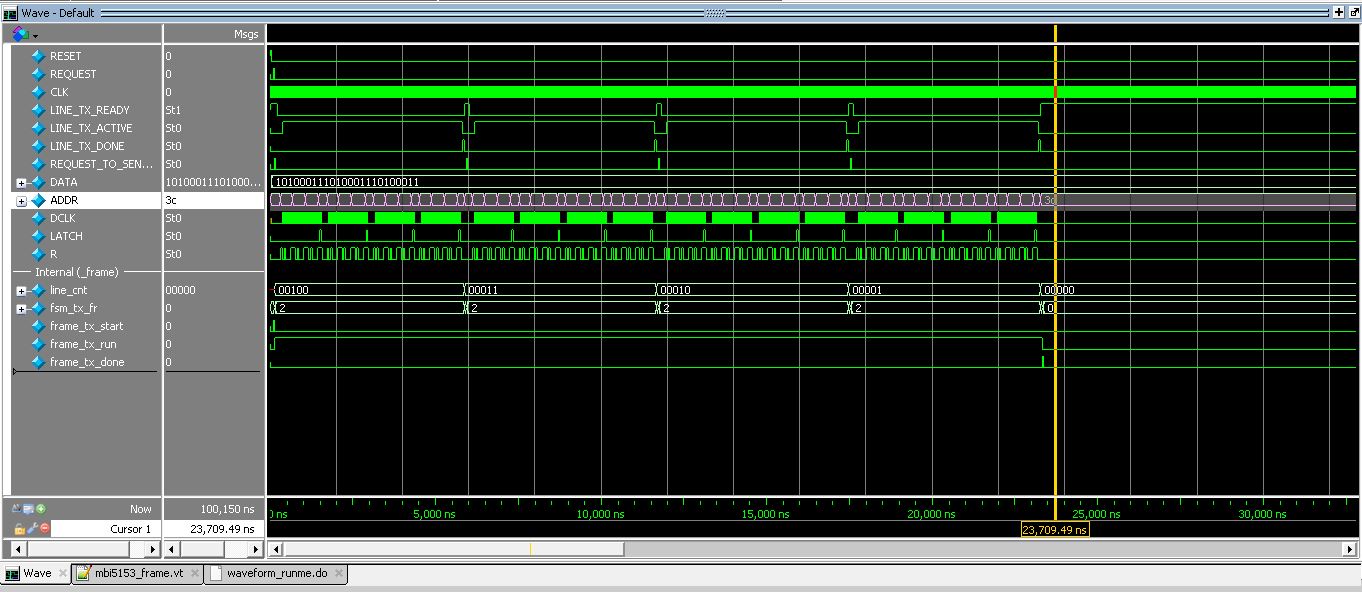 Wave - Default
Msgs
RESET 0
REQUEST 0
CLK 0
LINE_TX_READY St1
LINE_TX_ACTIVE St0
LINE_TX_DONE St0
REQUEST_TO_SEN... St0
DATA 10100011101000... 101000111010001110100011
ADDR 3c 3c
DCLK St0
LATCH St0
R St0
Internal (_frame)
line_cnt 00000 00100 00011 00010 00001 00000
fsm_tx_fr 0 2 2 2 2 0
frame_tx_start 0
frame_tx_run 0
frame_tx_done 0
Now 100,150 ns 0 ns 5,000 ns 10,000 ns 15,000 ns 20,000 ns 25,000 ns 30,000 ns
Cursor 1 23,709.49 ns 23,709.49 ns
Wave mbi5153_frame.vt waveform_runme.do